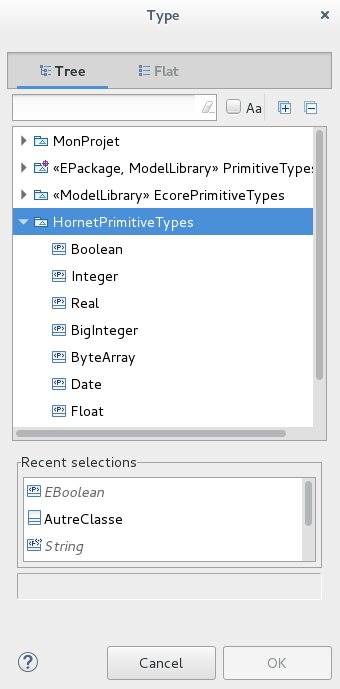 Type
Tree Flat
Aa
MonProjet
«EPackage, ModelLibrary» PrimitiveTypes
«ModelLibrary» EcorePrimitiveTypes
HornetPrimitiveTypes
Boolean
Integer
Real
BigInteger
ByteArray
Date
Float
Recent selections
EBoolean
AutreClasse
String
Cancel OK